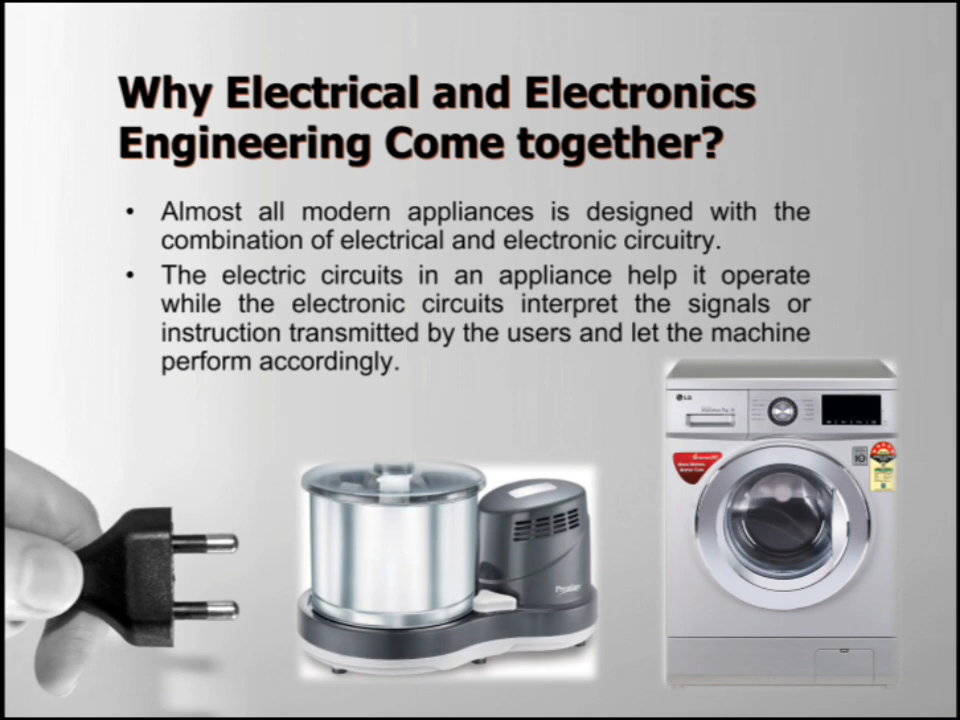 Why Electrical and Electronics
Engineering Come together?
• Almost all modern appliances is designed with the
combination of electrical and electronic circuitry.
• The electric circuits in an appliance help it operate
while the electronic circuits interpret the signals or
instruction transmitted by the users and let the machine
perform accordingly.
LG
Prestige
10